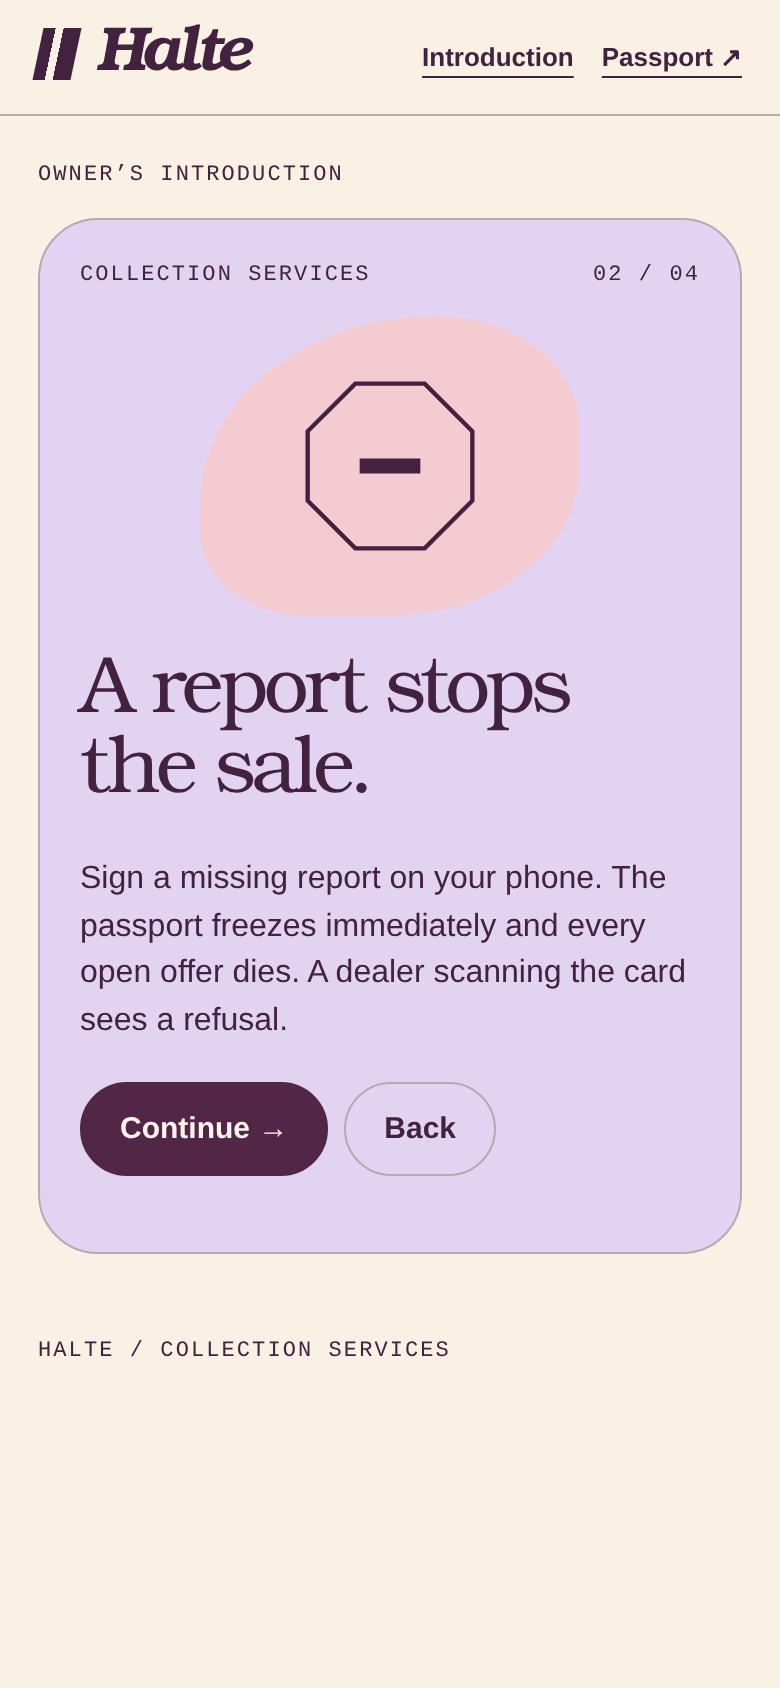 Halte
Introduction
Passport ↗
OWNER’S INTRODUCTION
COLLECTION SERVICES
02 / 04
A report stops
the sale.
Sign a missing report on your phone. The
passport freezes immediately and every
open offer dies. A dealer scanning the card
sees a refusal.
Continue →
Back
HALTE / COLLECTION SERVICES